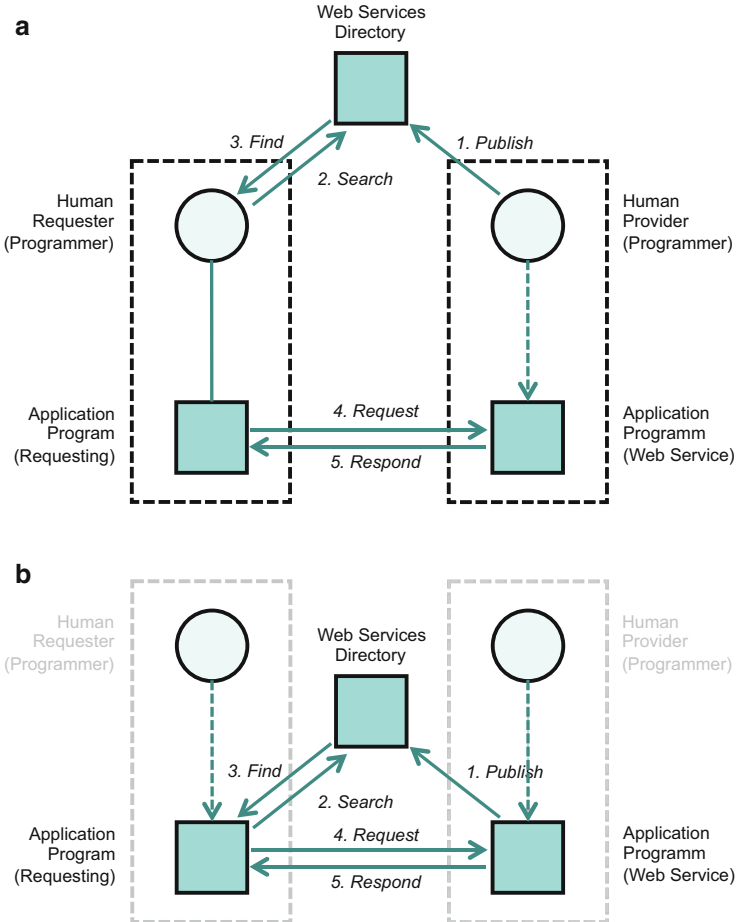 a
Web Services
Directory
3. Find
1. Publish
2. Search
Human
Requester
(Programmer)
Human
Provider
(Programmer)
Application
Program
(Requesting)
4. Request
5. Respond
Application
Programm
(Web Service)
b
Human
Requester
(Programmer)
Web Services
Directory
Human
Provider
(Programmer)
3. Find
1. Publish
2. Search
Application
Program
(Requesting)
4. Request
5. Respond
Application
Programm
(Web Service)